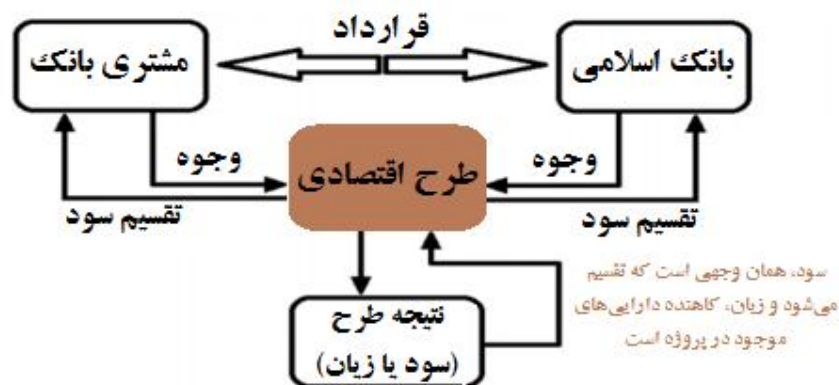 قرارداد
بانک اسلامی
مشتری بانک
وجوه
وجوه
طرح اقتصادی
تقسیم سود
تقسیم سود
سود، همان وجهی است که تقسیم
می‌شود و زیان، کاهنده دارایی‌های
موجود در پروژه است
نتیجه طرح
(سود یا زیان)